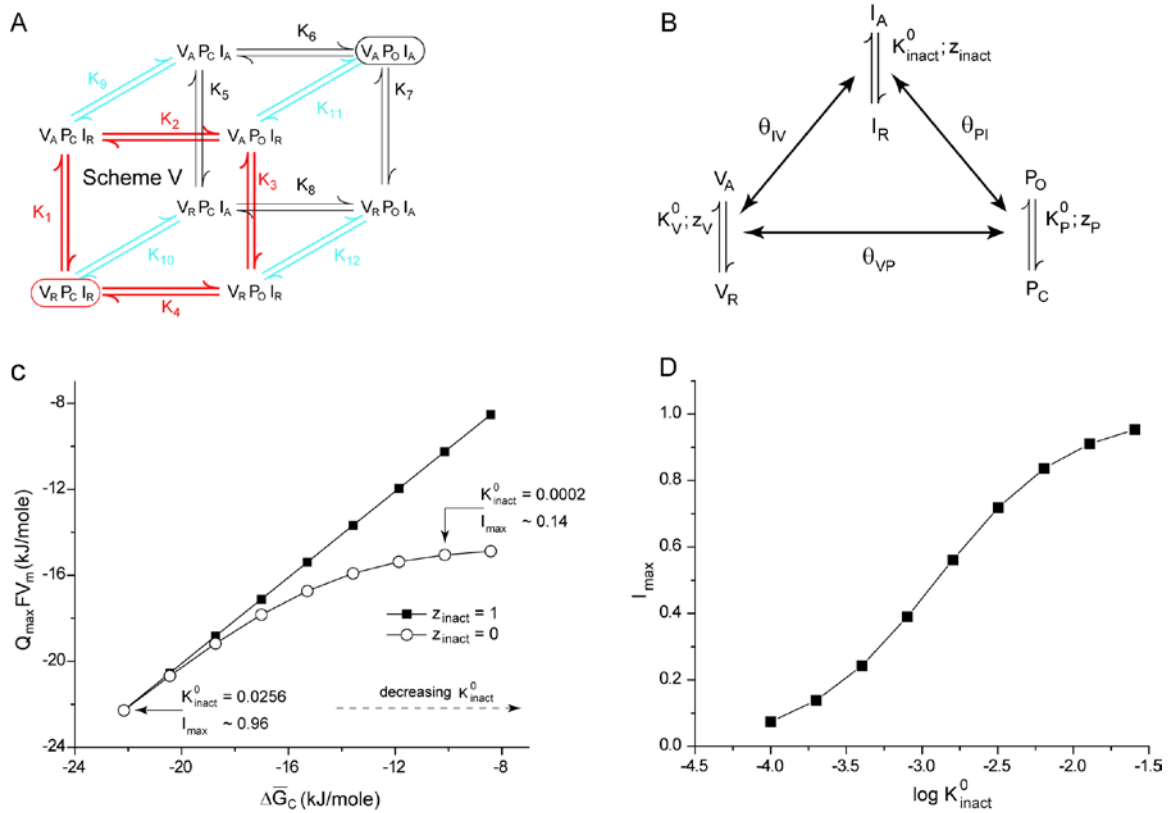 A
K6
VA PC IA
VA PO IA
K9
K5
K11
K7
K2
VA PC IR
VA PO IR
Scheme V
K3
K8
K1
VR PC IA
VR PO IA
K10
K12
VR PC IR
VR PO IR
K4
B
IA
K0inact; zinact
IR
θIV
θPI
VA
PO
K0V; zV
K0P; zP
θVP
VR
PC
C
QmaxFVm (kJ/mole)
-8
-12
-16
-20
-24
K0inact = 0.0002
Imax ~ 0.14
zinact = 1
zinact = 0
K0inact = 0.0256
Imax ~ 0.96
decreasing K0inact
-24 -20 -16 -12 -8
ΔG̅C (kJ/mole)
D
Imax
1.0
0.8
0.6
0.4
0.2
0.0
-4.5 -4.0 -3.5 -3.0 -2.5 -2.0 -1.5
log K0inact